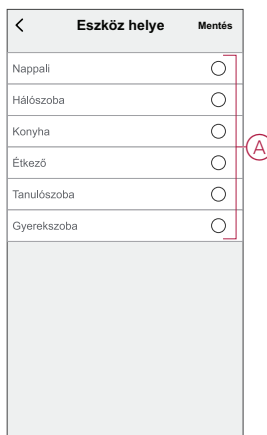 Eszköz helye Mentés
Nappali
Hálószoba
Konyha
A
Étkező
Tanulószoba
Gyerekszoba